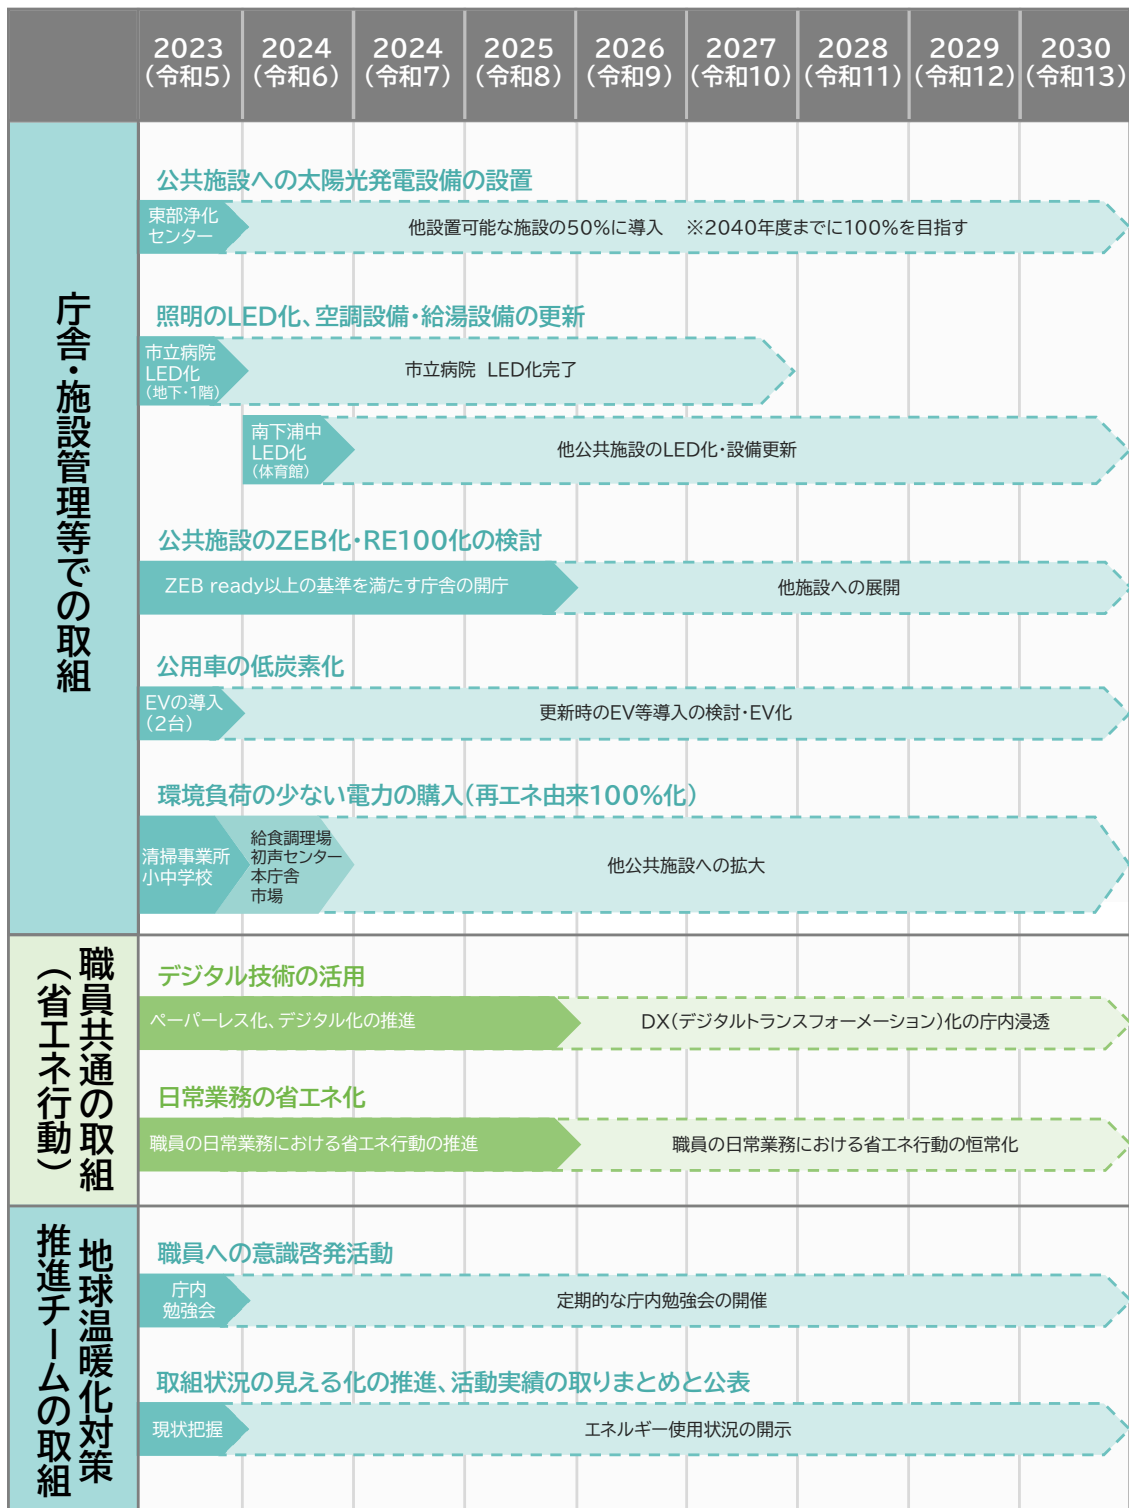 2023 2024 2024 2025 2026 2027 2028 2029 2030
(令和5) (令和6) (令和7) (令和8) (令和9) (令和10) (令和11) (令和12) (令和13)
庁舎・施設管理等での取組
公共施設への太陽光発電設備の設置
東部浄化
センター
他設置可能な施設の50%に導入 ※2040年度までに100%を目指す
照明のLED化、空調設備・給湯設備の更新
市立病院
LED化
(地下・1階)
市立病院 LED化完了
南下浦中
LED化
(体育館)
他公共施設のLED化・設備更新
公共施設のZEB化・RE100化の検討
ZEB ready以上の基準を満たす庁舎の開庁
他施設への展開
公用車の低炭素化
EVの導入
(2台)
更新時のEV等導入の検討・EV化
環境負荷の少ない電力の購入(再エネ由来100%化)
清掃事業所
小中学校
給食調理場
初声センター
本庁舎
市場
他公共施設への拡大
職員共通の取組
(省エネ行動)
デジタル技術の活用
ペーパーレス化、デジタル化の推進
DX(デジタルトランスフォーメーション)化の庁内浸透
日常業務の省エネ化
職員の日常業務における省エネ行動の推進
職員の日常業務における省エネ行動の恒常化
地球温暖化対策
推進チームの取組
職員への意識啓発活動
庁内
勉強会
定期的な庁内勉強会の開催
取組状況の見える化の推進、活動実績の取りまとめと公表
現状把握
エネルギー使用状況の開示